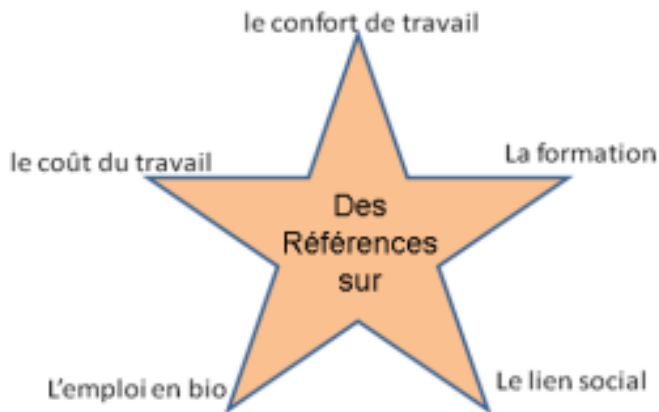 le confort de travail
le coût du travail
La formation
Des
Références
sur
L'emploi en bio
Le lien social